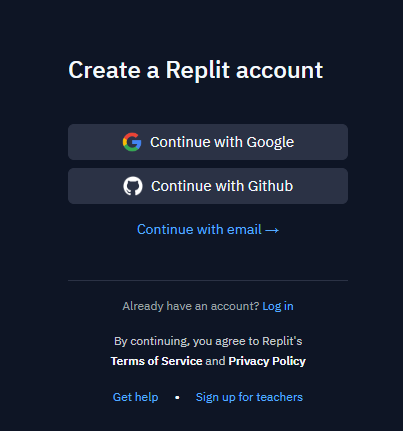 Create a Replit account
Continue with Google
Continue with Github
Continue with email →
Already have an account? Log in
By continuing, you agree to Replit's
Terms of Service and Privacy Policy
Get help • Sign up for teachers